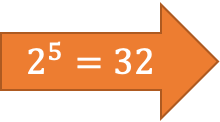 2⁵ = 32